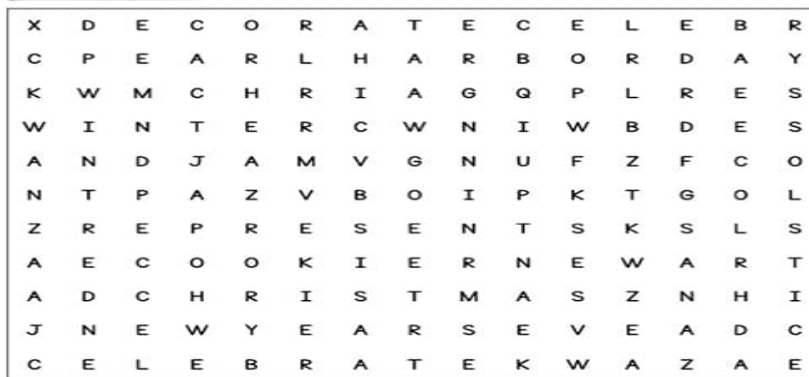 X D E C O R A T E C E L E B R
C P E A R L H A R B O R D A Y
K W M C H R I A G Q P L R E S
W I N T E R C W N I W B D E S
A N D J A M V G N U F Z F C O
N T P A Z V B O I P K T G O L
Z R E P R E S E N T S K S L S
A E C O O K I E R N E W A R T
A D C H R I S T M A S Z N H I
J N E W Y E A R S E V E A D C
C E L E B R A T E K W A Z A E